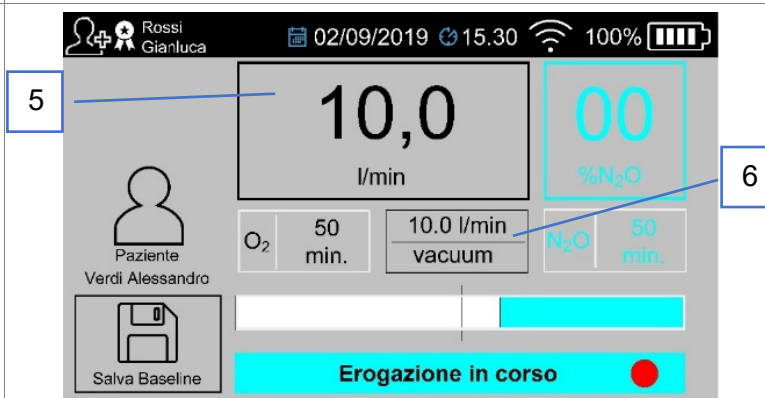 Rossi
Gianluca
02/09/2019 15.30 100%
5
10,0
l/min
00
%N₂O
6
Paziente
Verdi Alessandro
O₂ 50
min.
10.0 l/min
vacuum
N₂O 50
min.
Salva Baseline
Erogazione in corso